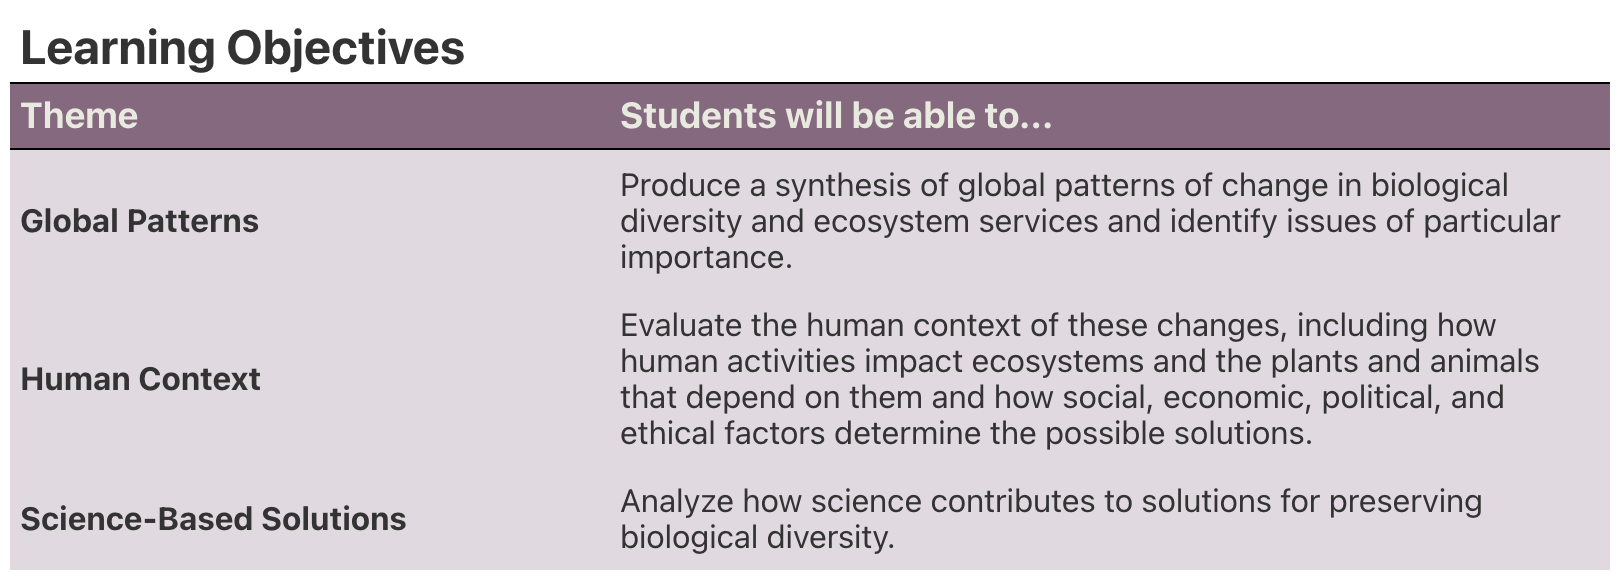 Learning Objectives
Theme
Students will be able to...
Global Patterns
Produce a synthesis of global patterns of change in biological
diversity and ecosystem services and identify issues of particular
importance.
Human Context
Evaluate the human context of these changes, including how
human activities impact ecosystems and the plants and animals
that depend on them and how social, economic, political, and
ethical factors determine the possible solutions.
Science-Based Solutions
Analyze how science contributes to solutions for preserving
biological diversity.